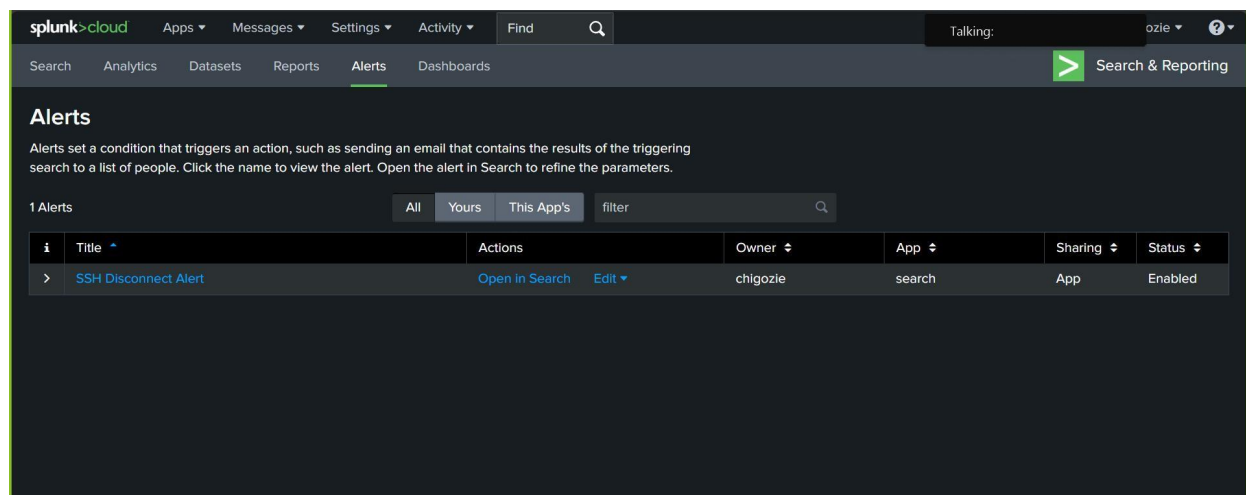 splunk>cloud Apps Messages Settings Activity Find Talking: ozie ?
Search Analytics Datasets Reports Alerts Dashboards > Search & Reporting
Alerts
Alerts set a condition that triggers an action, such as sending an email that contains the results of the triggering
search to a list of people. Click the name to view the alert. Open the alert in Search to refine the parameters.
1 Alerts All Yours This App's filter
i Title Actions Owner App Sharing Status
> SSH Disconnect Alert Open in Search Edit chigozie search App Enabled